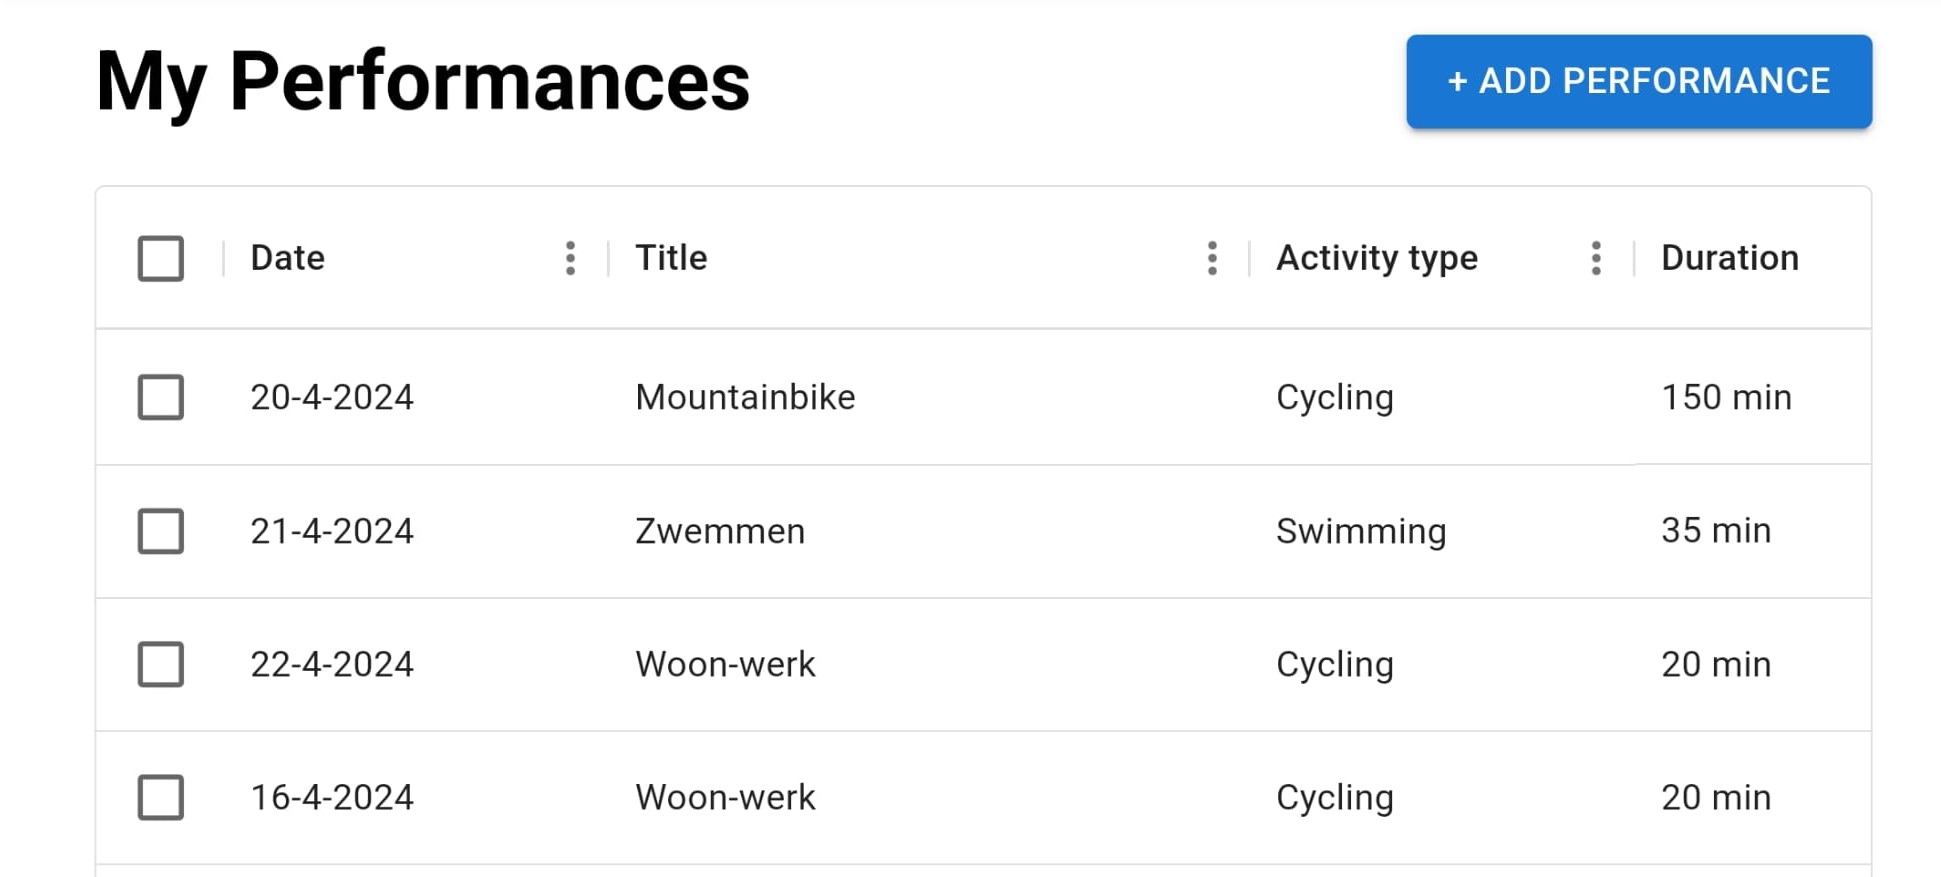 My Performances
+ ADD PERFORMANCE
Date Title Activity type Duration
20-4-2024 Mountainbike Cycling 150 min
21-4-2024 Zwemmen Swimming 35 min
22-4-2024 Woon-werk Cycling 20 min
16-4-2024 Woon-werk Cycling 20 min